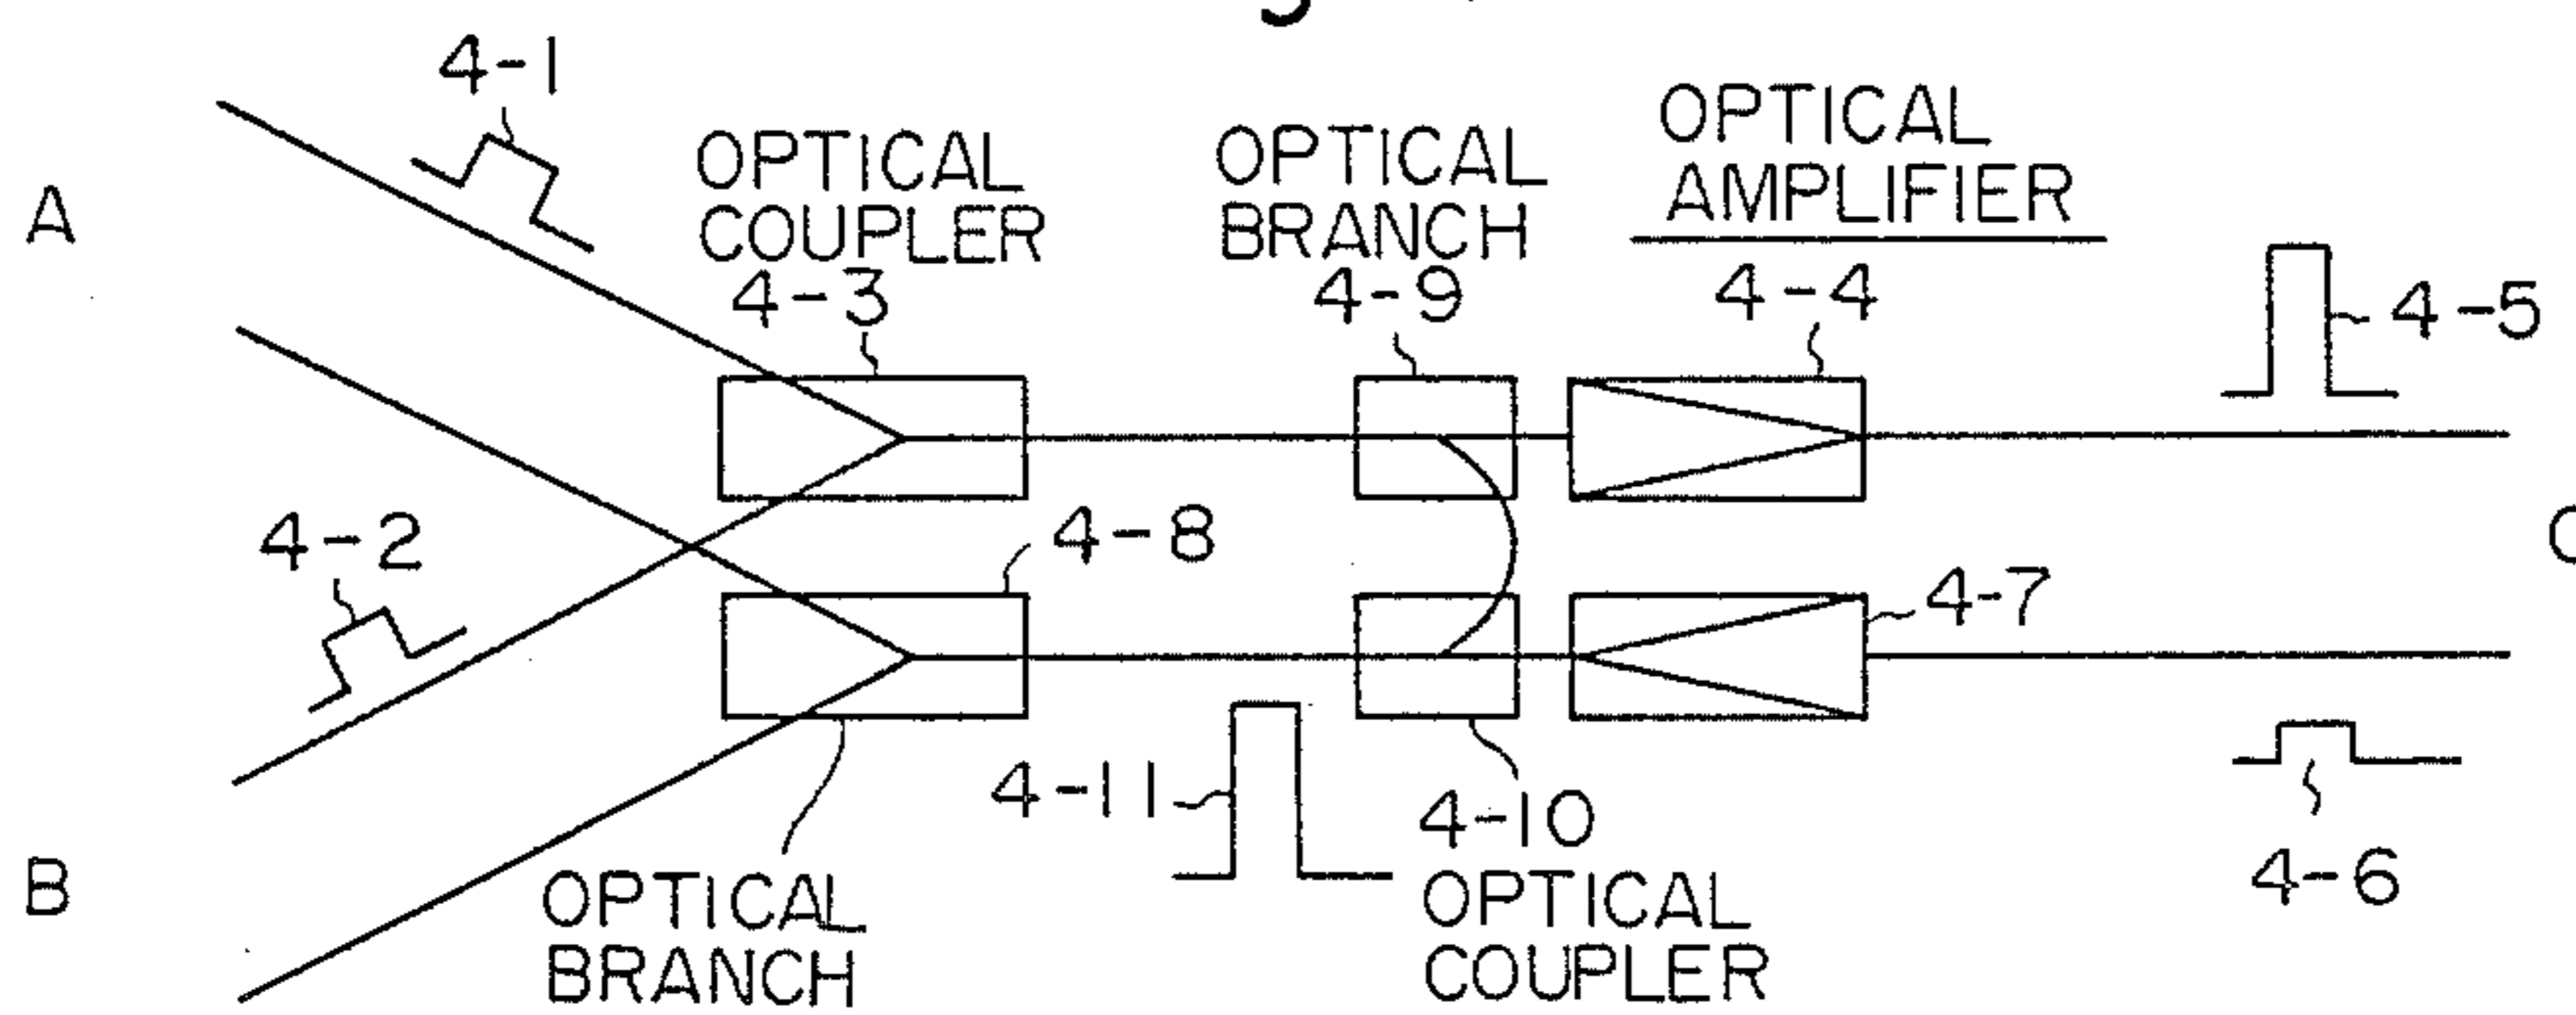 4-1
OPTICAL
AMPLIFIER
OPTICAL
COUPLER
OPTICAL
BRANCH
A
4-3
4-9
4-4
4-5
4-2
4-8
C
4-7
4-11
4-10
B
OPTICAL
BRANCH
OPTICAL
COUPLER
4-6